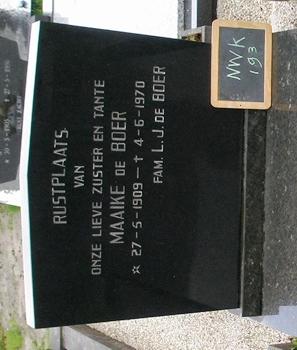 RUSTPLAATS
VAN
ONZE LIEVE ZUSTER EN TANTE
MAAIKE DE BOER
* 27-5-1909 - † 4-6-1970
FAM. L.J. DE BOER
NWK
193